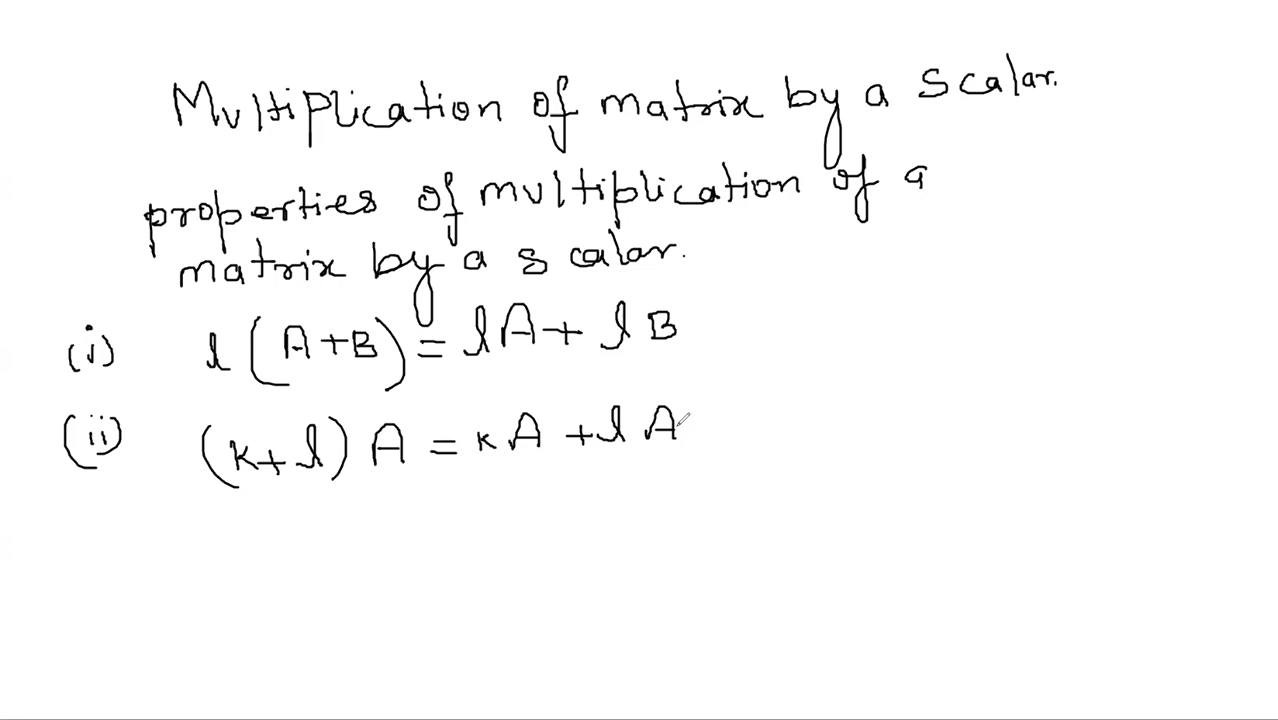 Multiplication of matrix by a scalar.
properties of multiplication of a
matrix by a scalar.
(i) l(A+B) = lA + lB
(ii) (k+l) A = kA + lA